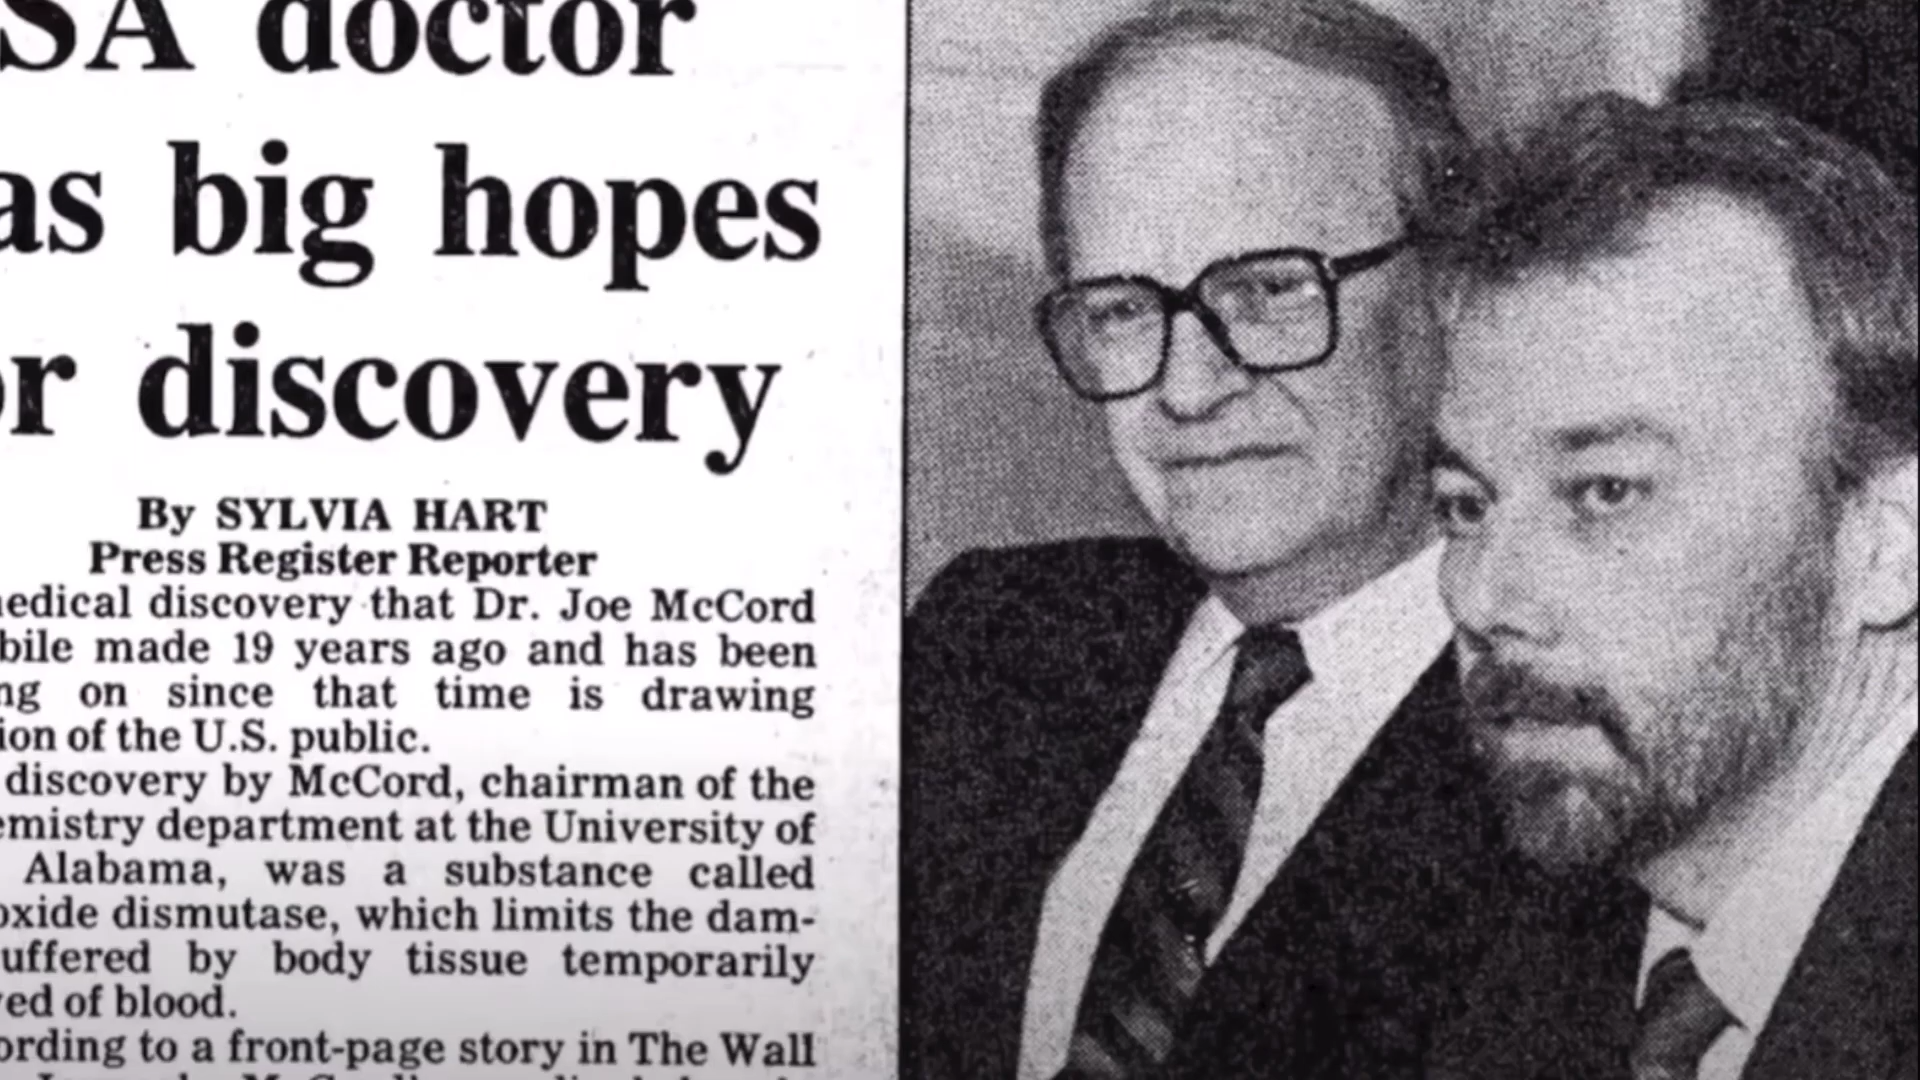 SA doctor
as big hopes
or discovery
By SYLVIA HART
Press Register Reporter
edical discovery that Dr. Joe McCord
bile made 19 years ago and has been
ng on since that time is drawing
ion of the U.S. public.
discovery by McCord, chairman of the
emistry department at the University of
Alabama, was a substance called
oxide dismutase, which limits the dam-
uffered by body tissue temporarily
ved of blood.
ording to a front-page story in The Wall